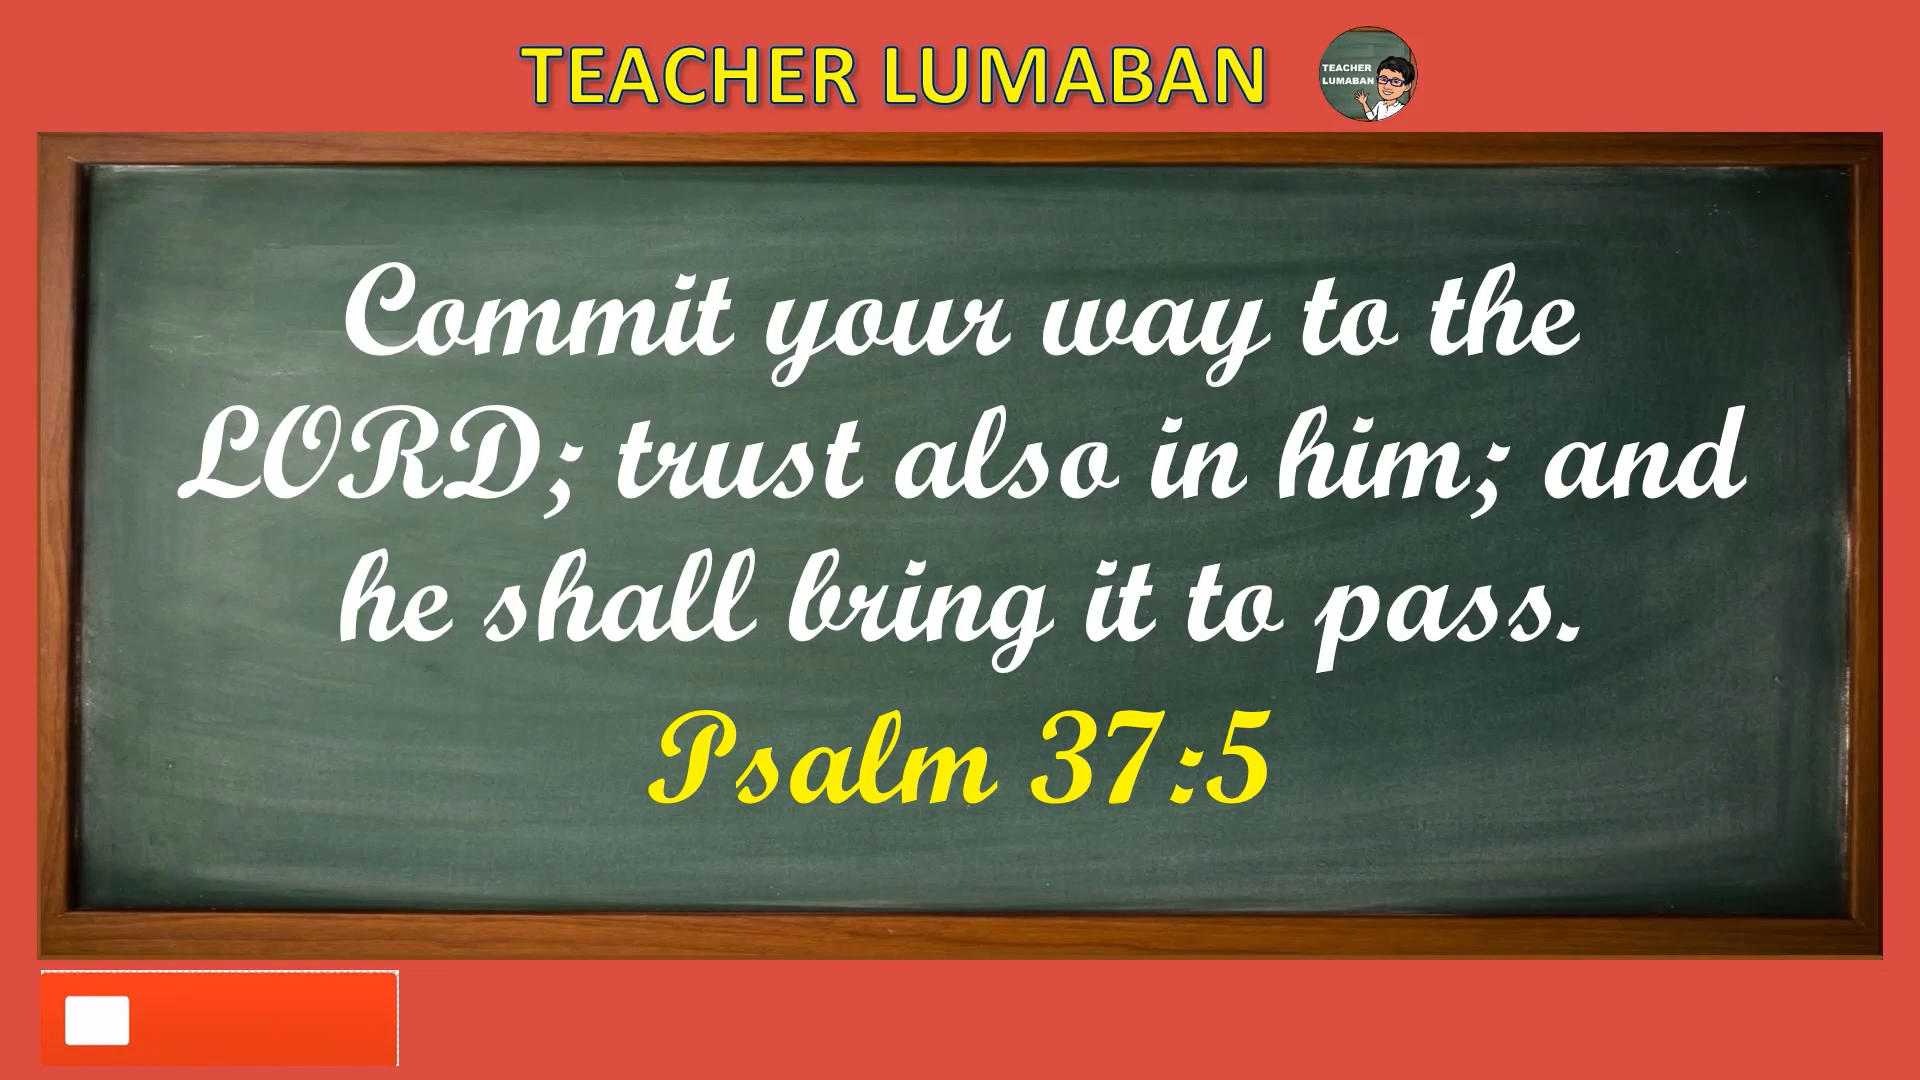 TEACHER LUMABAN
TEACHER
LUMABAN
Commit your way to the
LORD; trust also in him; and
he shall bring it to pass.
Psalm 37:5